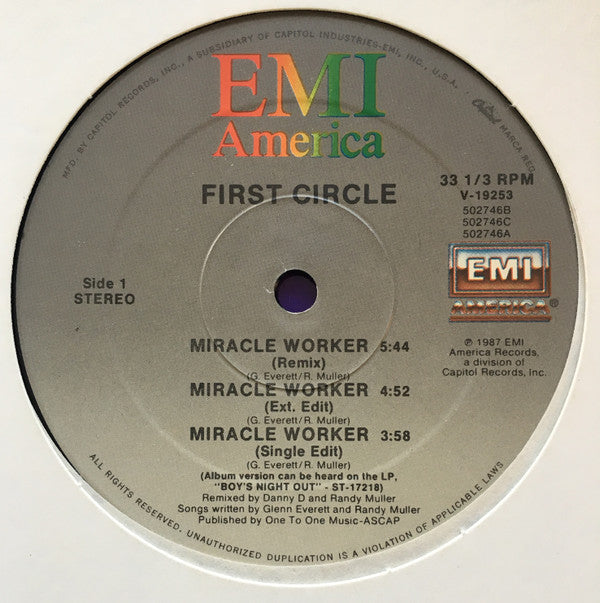 MFD. BY CAPITOL RECORDS, INC., A SUBSIDIARY OF CAPITOL INDUSTRIES-EMI, INC., U.S.A.
Capitol MARCA REG.
EMI
America
FIRST CIRCLE
33 1/3 RPM
V-19253
502746B
502746C
502746A
Side 1
STEREO
EMI
AMERICA®
℗ 1987 EMI
America Records,
a division of
Capitol Records, Inc.
MIRACLE WORKER 5:44
(Remix)
(G. Everett/R. Muller)
MIRACLE WORKER 4:52
(Ext. Edit)
(G. Everett/R. Muller)
MIRACLE WORKER 3:58
(Single Edit)
(G. Everett/R. Muller)
(Album version can be heard on the LP,
"BOY'S NIGHT OUT" - ST-17218)
Remixed by Danny D and Randy Muller
Songs written by Glenn Everett and Randy Muller
Published by One To One Music-ASCAP
ALL RIGHTS RESERVED. UNAUTHORIZED DUPLICATION IS A VIOLATION OF APPLICABLE LAWS